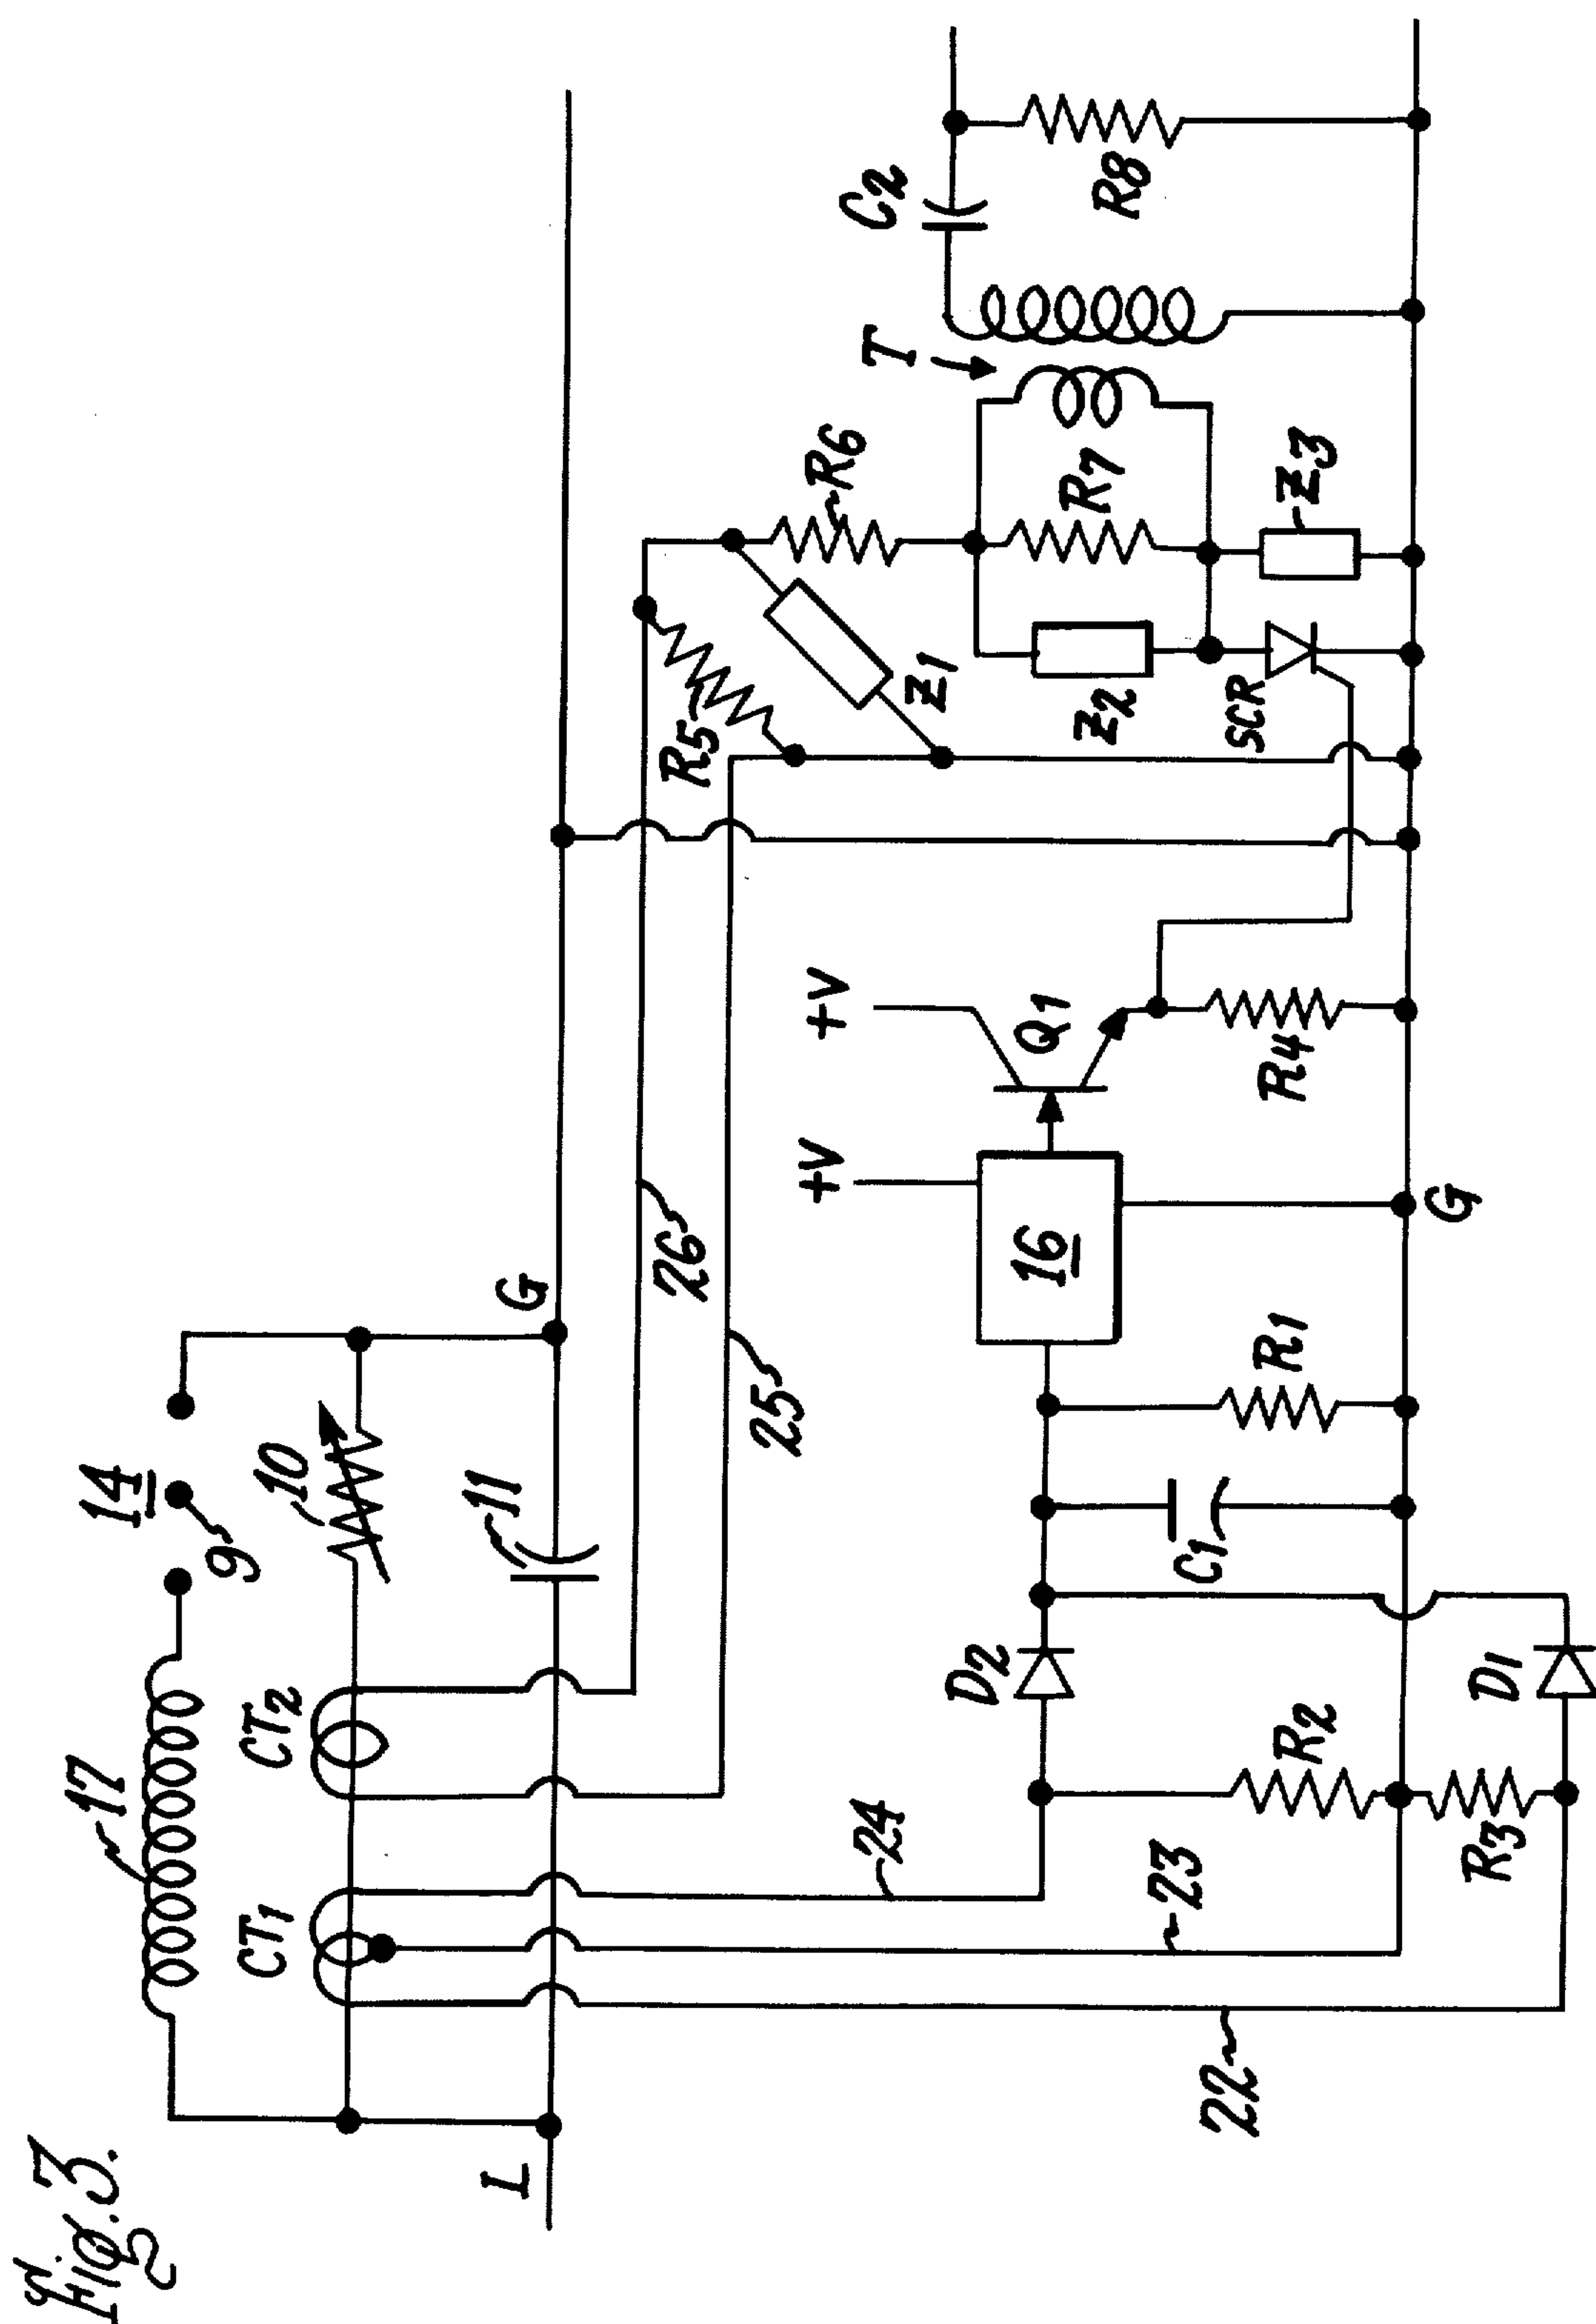 Fig. 3.
17
14
9
CT1
CT2
10
11
L
G
26
25
24
23
22
R5
R6
Z1
T
C2
R7
R8
Z2
Z3
SCR
+V
+V
Q1
16
R4
G
D2
C1
R1
R2
R3
D1